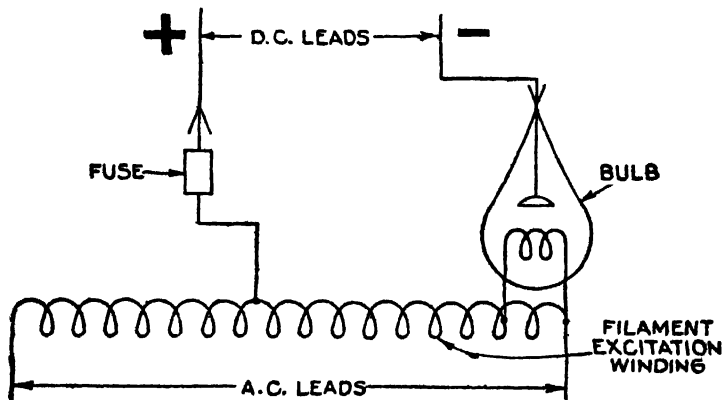 + D.C. LEADS −
FUSE
BULB
FILAMENT
EXCITATION
WINDING
A.C. LEADS